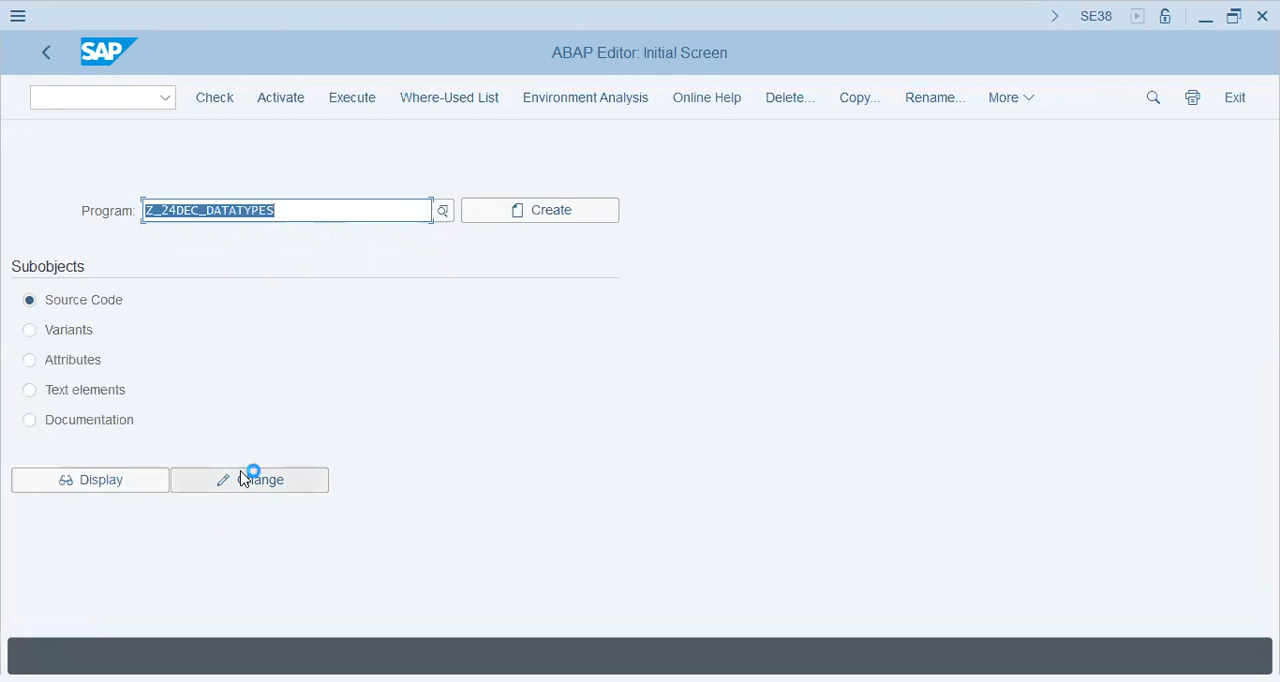 SE38
SAP
ABAP Editor: Initial Screen
Check Activate Execute Where-Used List Environment Analysis Online Help Delete... Copy... Rename... More Exit
Program: Z_24DEC_DATATYPES Create
Subobjects
Source Code
Variants
Attributes
Text elements
Documentation
Display Change